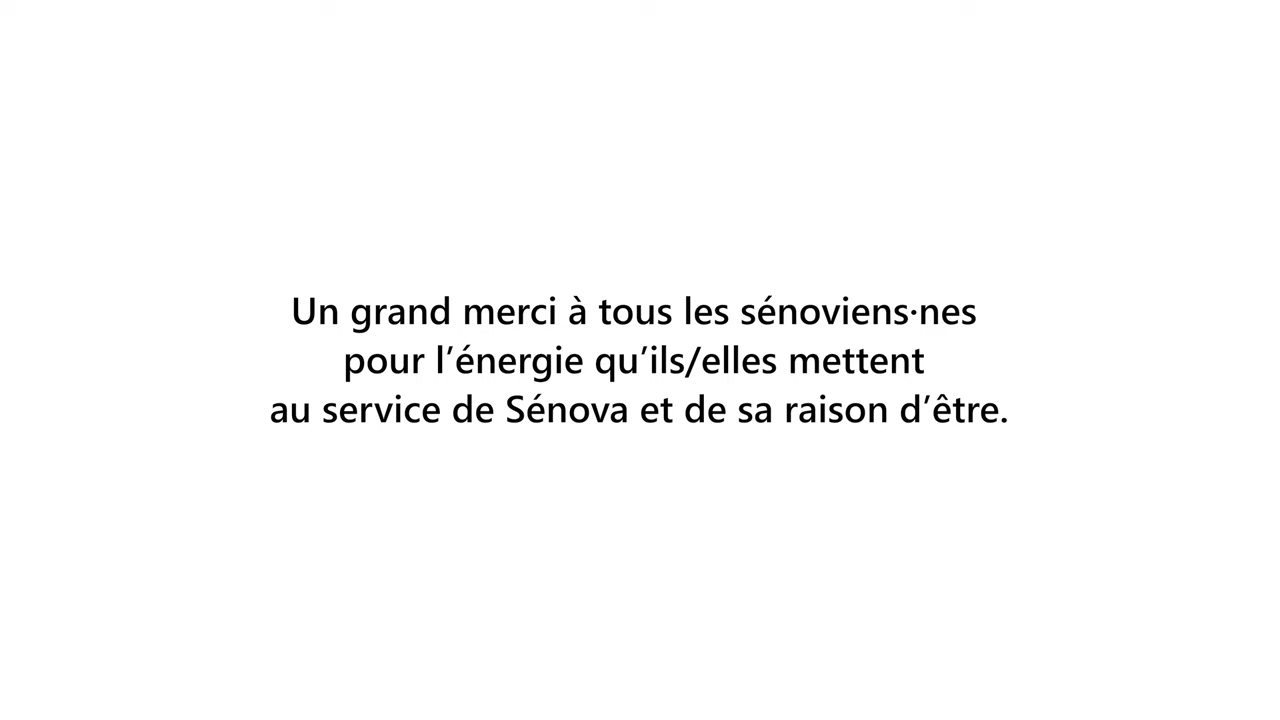 Un grand merci à tous les sénoviens·nes
pour l’énergie qu’ils/elles mettent
au service de Sénova et de sa raison d’être.